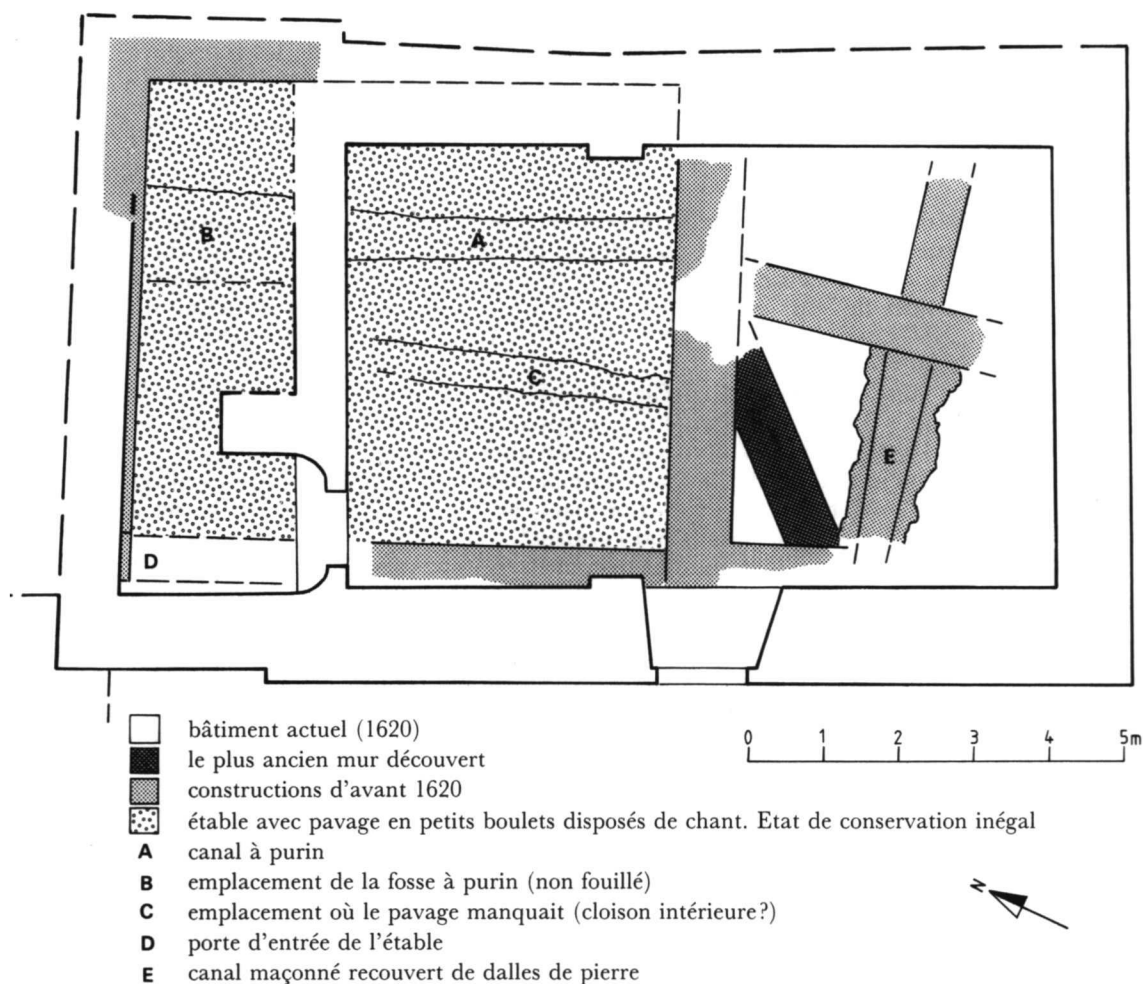 B
A
C
E
D
bâtiment actuel (1620)
le plus ancien mur découvert
constructions d'avant 1620
étable avec pavage en petits boulets disposés de chant. Etat de conservation inégal
A canal à purin
B emplacement de la fosse à purin (non fouillé)
C emplacement où le pavage manquait (cloison intérieure?)
D porte d'entrée de l'étable
E canal maçonné recouvert de dalles de pierre
0 1 2 3 4 5m
N